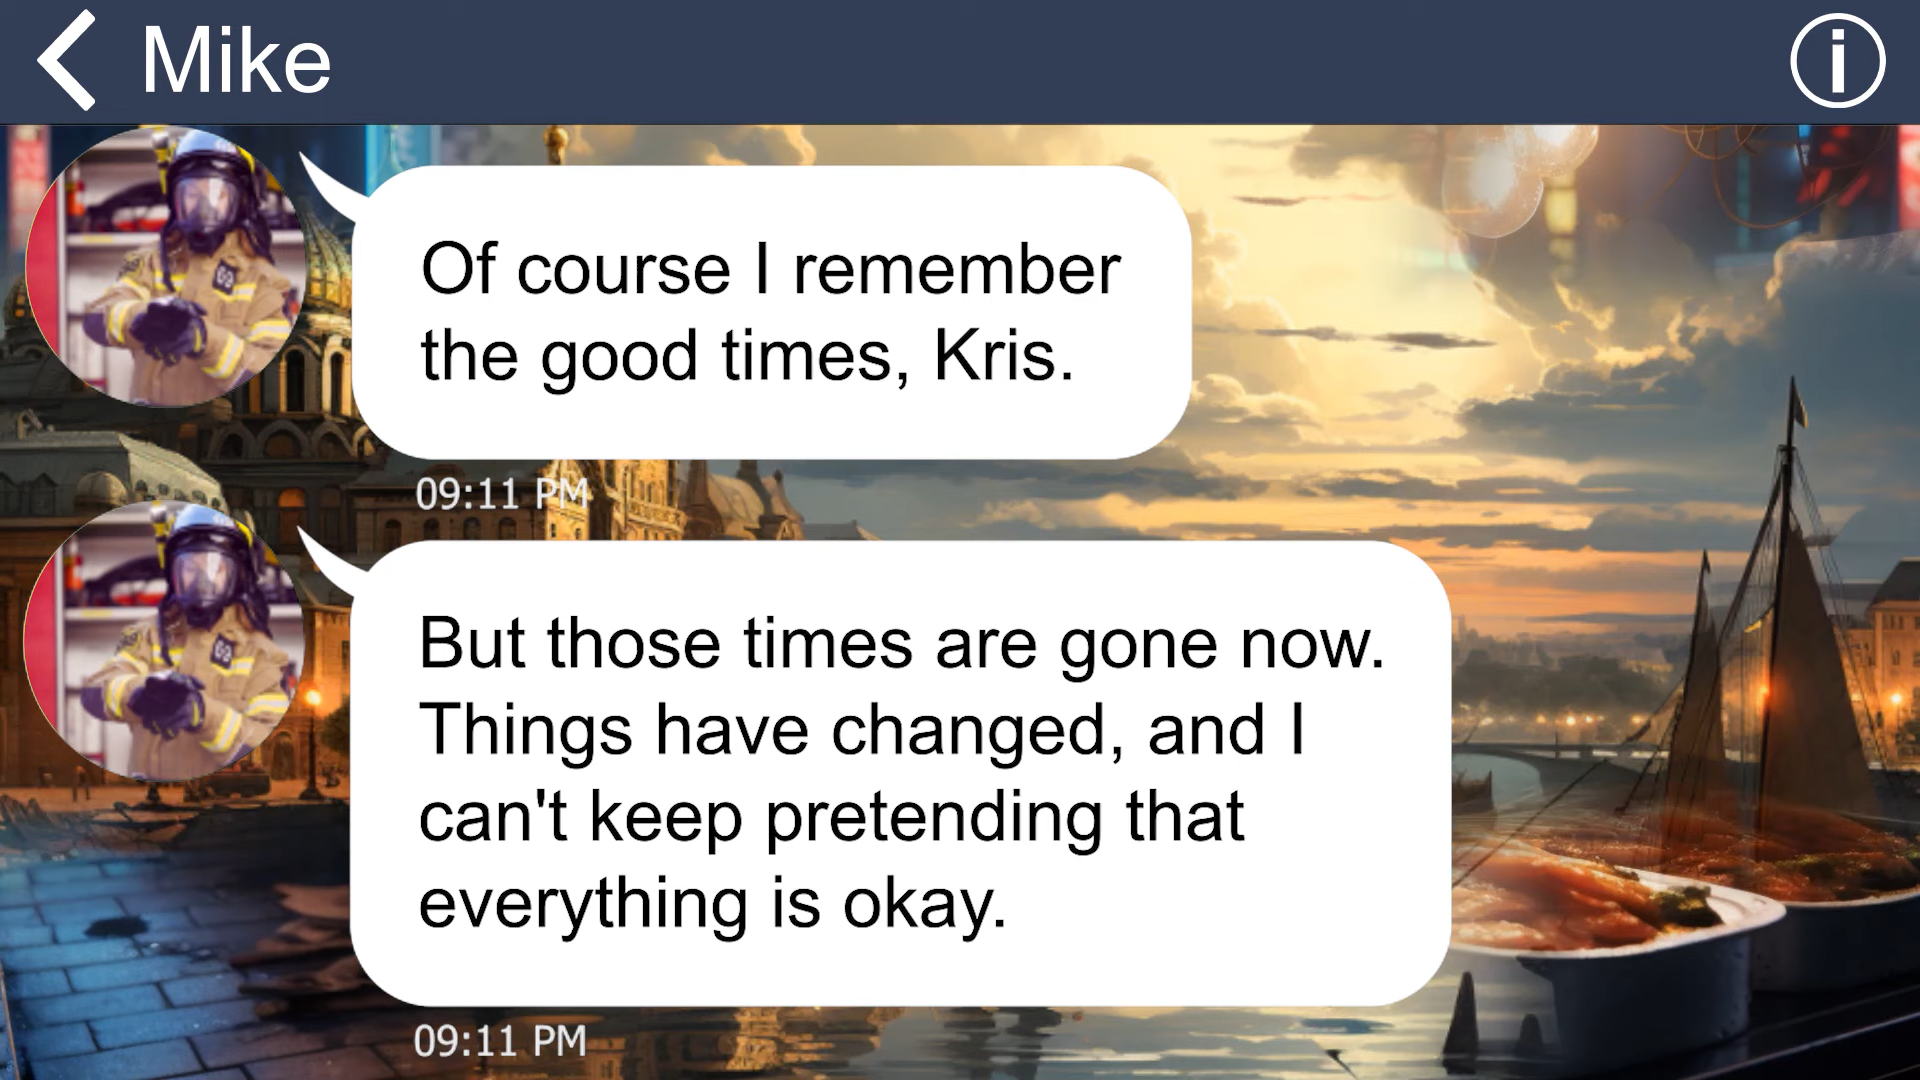 Mike
Of course I remember
the good times, Kris.
09:11 PM
But those times are gone now.
Things have changed, and I
can't keep pretending that
everything is okay.
09:11 PM